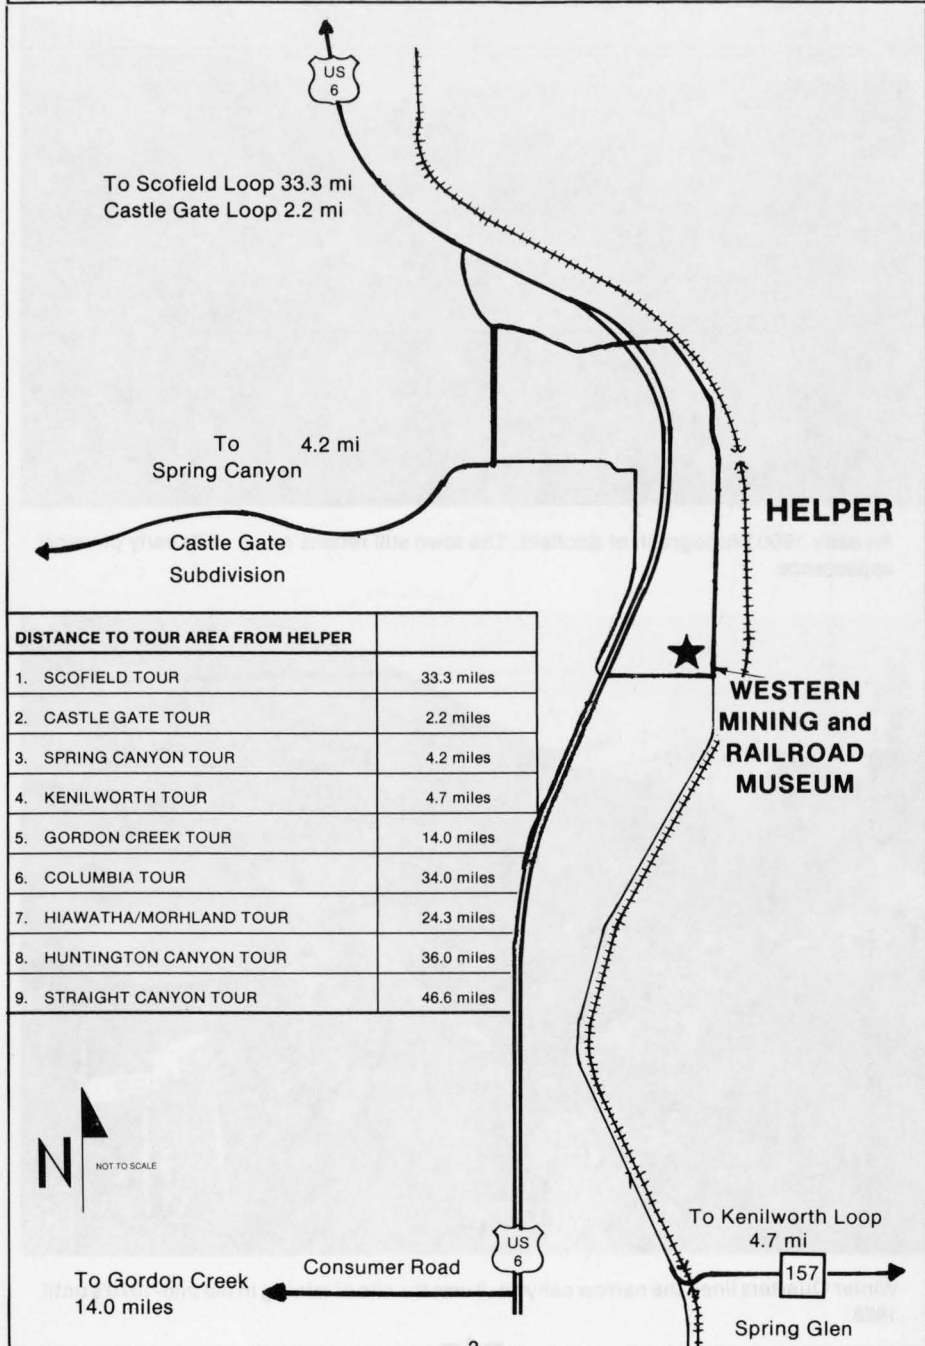 US
6
To Scofield Loop 33.3 mi
Castle Gate Loop 2.2 mi
To 4.2 mi
Spring Canyon
HELPER
Castle Gate
Subdivision
DISTANCE TO TOUR AREA FROM HELPER
1. SCOFIELD TOUR 33.3 miles
2. CASTLE GATE TOUR 2.2 miles
3. SPRING CANYON TOUR 4.2 miles
4. KENILWORTH TOUR 4.7 miles
5. GORDON CREEK TOUR 14.0 miles
6. COLUMBIA TOUR 34.0 miles
7. HIAWATHA/MORHLAND TOUR 24.3 miles
8. HUNTINGTON CANYON TOUR 36.0 miles
9. STRAIGHT CANYON TOUR 46.6 miles
WESTERN
MINING and
RAILROAD
MUSEUM
N
NOT TO SCALE
To Kenilworth Loop
4.7 mi
US
6
Consumer Road
157
To Gordon Creek
14.0 miles
Spring Glen